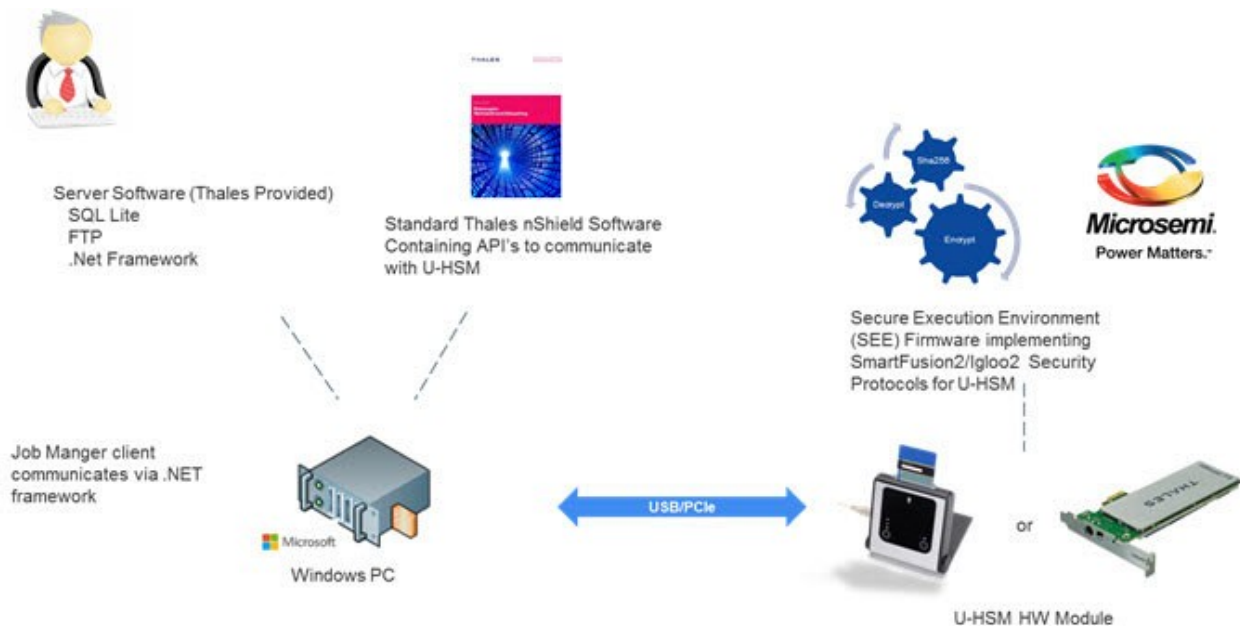 THALES
Server Software (Thales Provided)
SQL Lite
FTP
.Net Framework
Standard Thales nShield Software
Containing API's to communicate
with U-HSM
Sha256
Decrypt
Encrypt
Microsemi.
Power Matters.™
Secure Execution Environment
(SEE) Firmware implementing
SmartFusion2/Igloo2 Security
Protocols for U-HSM
Job Manger client
communicates via .NET
framework
Microsoft
Windows PC
USB/PCIe
THALES
or
U-HSM HW Module